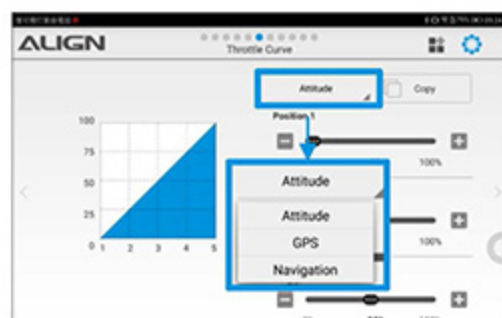 ALIGN
Throttle Curve
Attitude
Copy
Position 1
100
75
50
25
0 1 2 3 4 5
100%
Attitude
Attitude
GPS
Navigation
100%